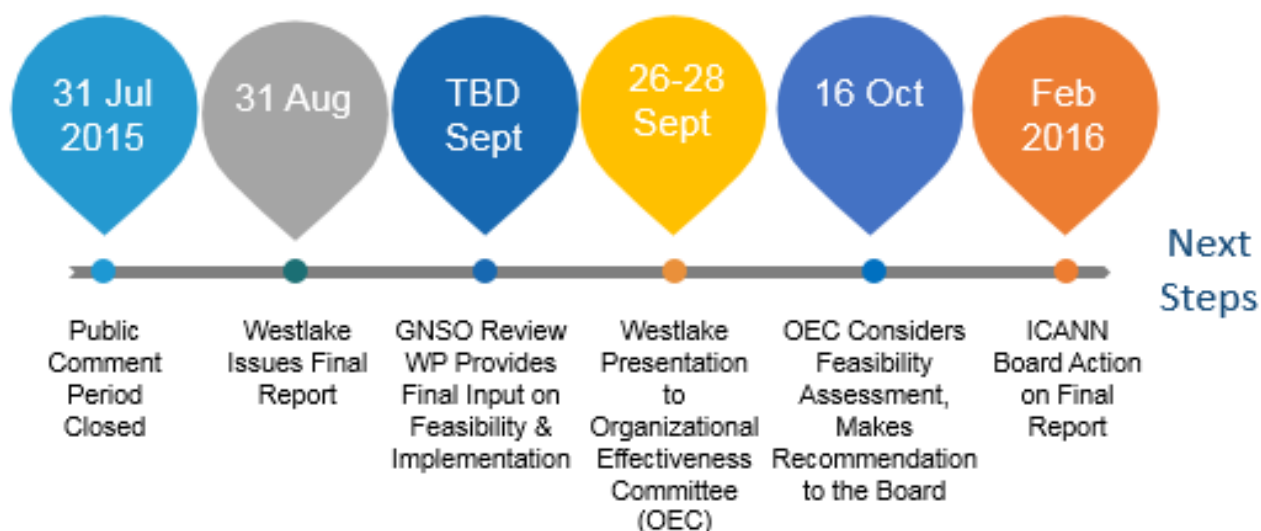 31 Jul
2015
31 Aug
TBD
Sept
26-28
Sept
16 Oct
Feb
2016
Next
Steps
Public
Comment
Period
Closed
Westlake
Issues Final
Report
GNSO Review
WP Provides
Final Input on
Feasibility &
Implementation
Westlake
Presentation
to
Organizational
Effectiveness
Committee
(OEC)
OEC Considers
Feasibility
Assessment,
Makes
Recommendation
to the Board
ICANN
Board Action
on Final
Report